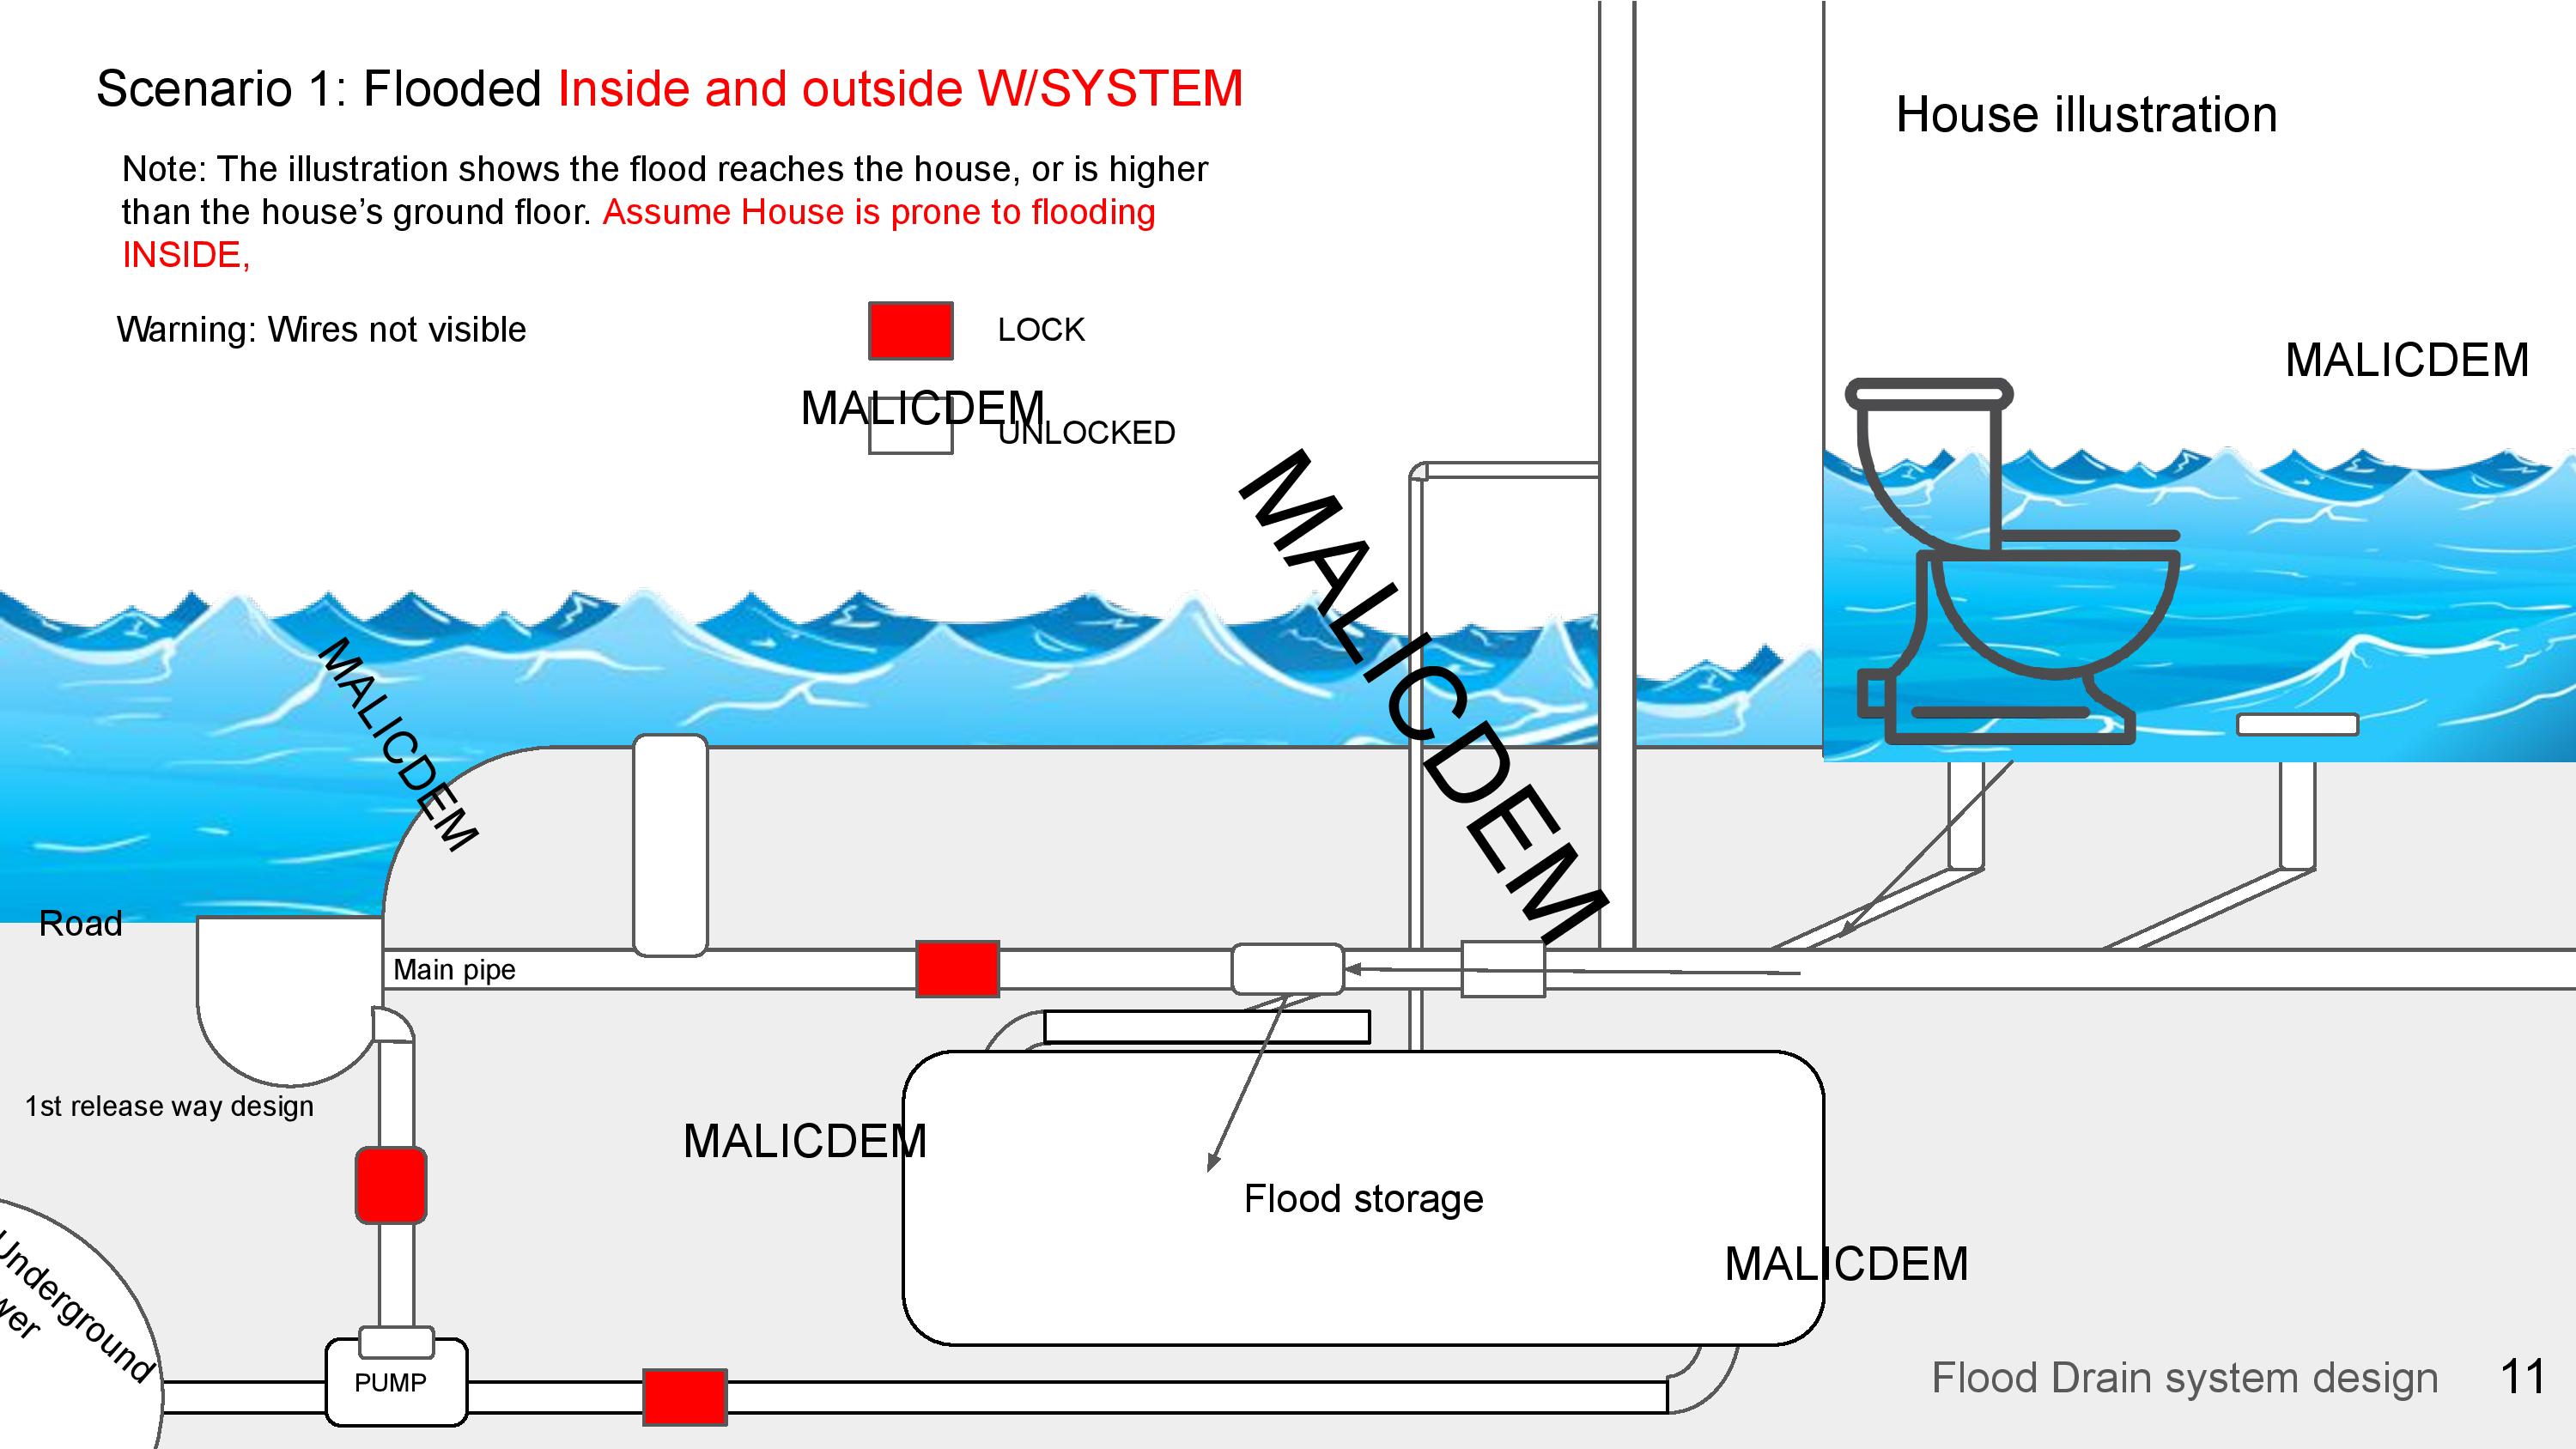 Scenario 1: Flooded Inside and outside W/SYSTEM
House illustration
Note: The illustration shows the flood reaches the house, or is higher
than the house’s ground floor. Assume House is prone to flooding
INSIDE,
Warning: Wires not visible
LOCK
MALICDEM
MALICDEM
UNLOCKED
MALICDEM
MALICDEM
Road
Main pipe
1st release way design
MALICDEM
Flood storage
MALICDEM
Underground
PUMP
Flood Drain system design
11